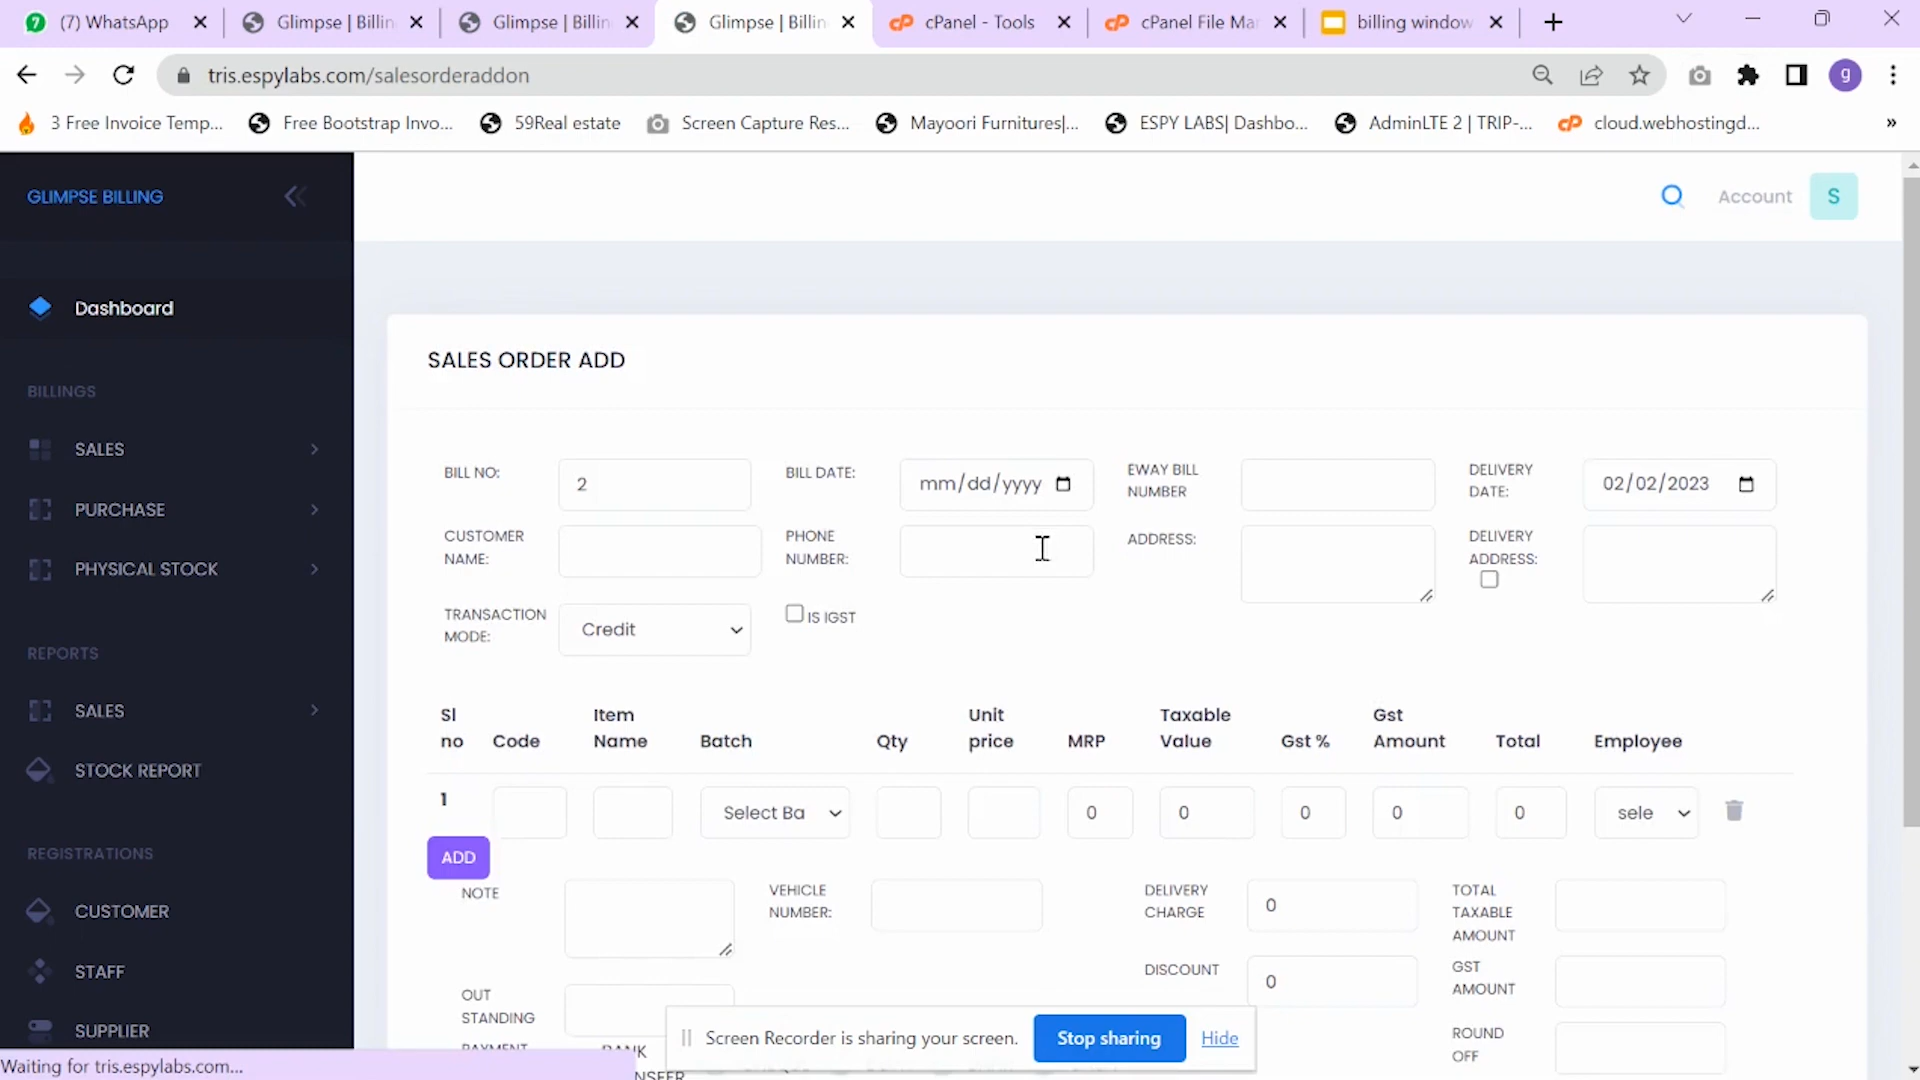 (7) WhatsApp
Glimpse | Billin
Glimpse | Billin
Glimpse | Billin
cPanel - Tools
cPanel File Ma
billing window
tris.espylabs.com/salesorderaddon
g
3 Free Invoice Temp...
Free Bootstrap Invo...
59Real estate
Screen Capture Res...
Mayoori Furnitures|...
ESPY LABS| Dashbo...
AdminLTE 2 | TRIP-...
cloud.webhostingd...
»
GLIMPSE BILLING
Account
S
Dashboard
BILLINGS
SALES
PURCHASE
PHYSICAL STOCK
REPORTS
SALES
STOCK REPORT
REGISTRATIONS
CUSTOMER
STAFF
SUPPLIER
SALES ORDER ADD
BILL NO:
2
BILL DATE:
mm/dd/yyyy
EWAY BILL
NUMBER
DELIVERY
DATE:
02/02/2023
CUSTOMER
NAME:
PHONE
NUMBER:
ADDRESS:
DELIVERY
ADDRESS:
TRANSACTION
MODE:
Credit
IS IGST
Sl
no
Code
Item
Name
Batch
Qty
Unit
price
MRP
Taxable
Value
Gst %
Gst
Amount
Total
Employee
1
Select Ba
0
0
0
0
0
sele
ADD
NOTE
VEHICLE
NUMBER:
DELIVERY
CHARGE
0
TOTAL
TAXABLE
AMOUNT
DISCOUNT
0
GST
AMOUNT
OUT
STANDING
ROUND
OFF
PAYMENT
BANK
Screen Recorder is sharing your screen.
Stop sharing
Hide
Waiting for tris.espylabs.com...